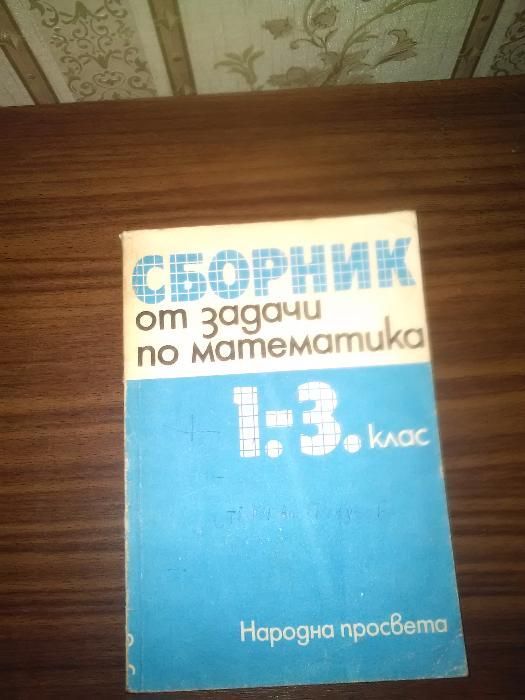 СБОРНИК
от задачи
по математика
1.-3. клас
Народна просвета